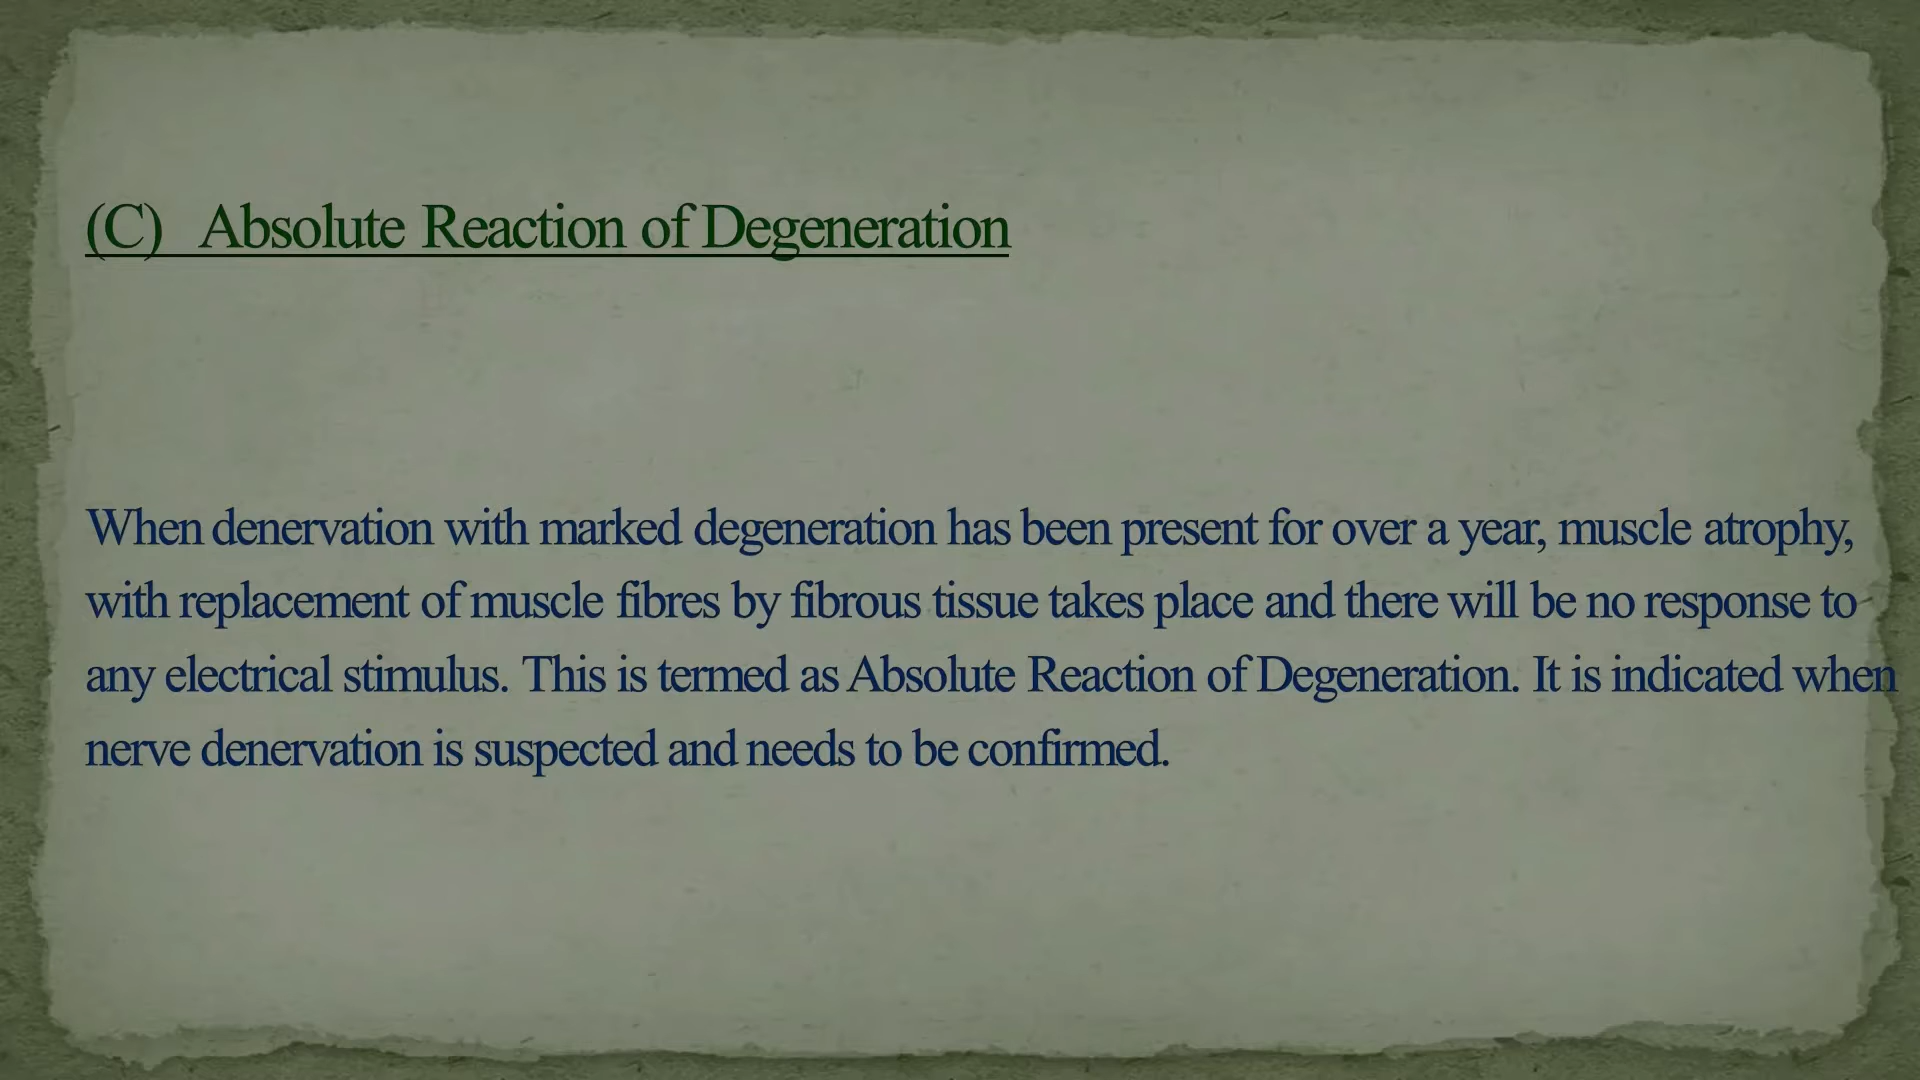 (C) Absolute Reaction of Degeneration
When denervation with marked degeneration has been present for over a year, muscle atrophy,
with replacement of muscle fibres by fibrous tissue takes place and there will be no response to
any electrical stimulus. This is termed as Absolute Reaction of Degeneration. It is indicated when
nerve denervation is suspected and needs to be confirmed.